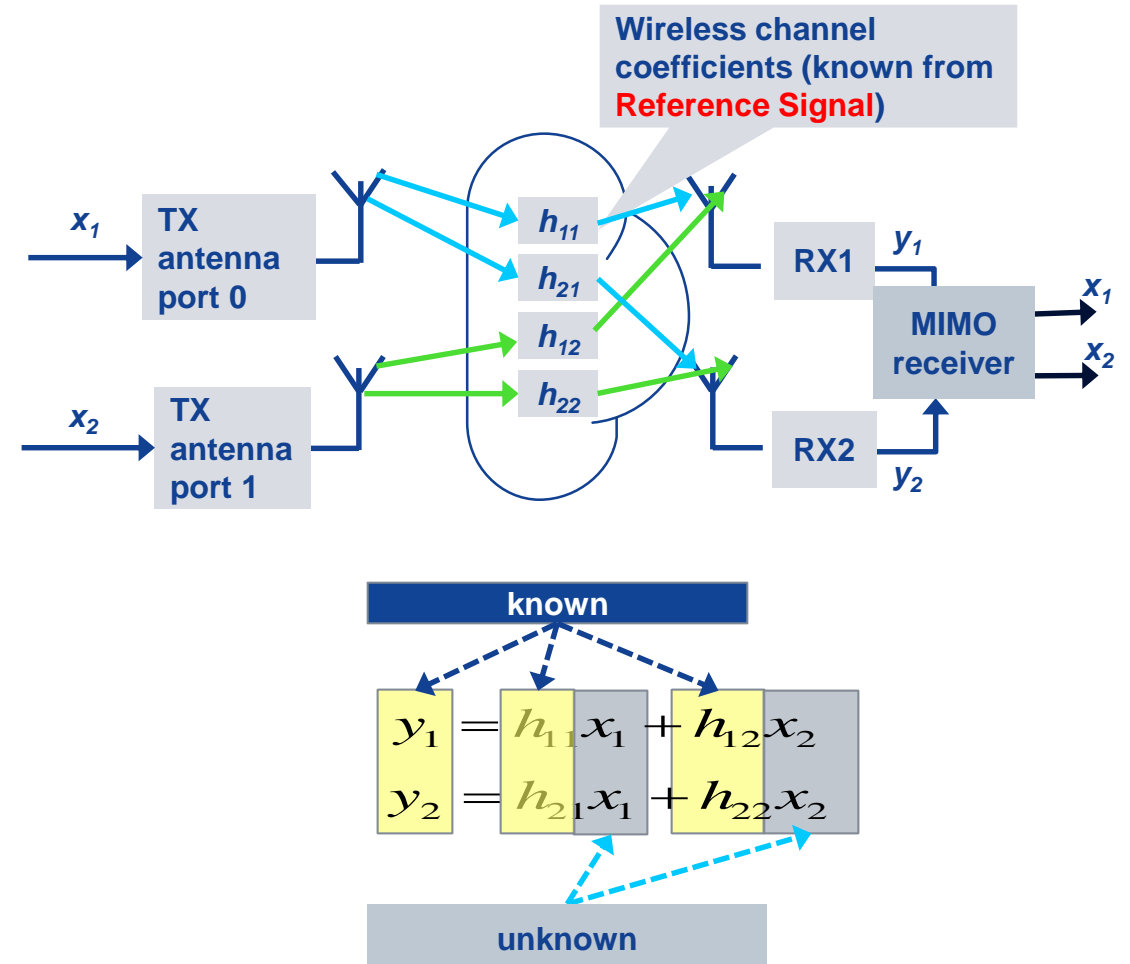 Wireless channel
coefficients (known from
Reference Signal)
x₁
TX
antenna
port 0
h₁₁
h₂₁
h₁₂
h₂₂
RX1
y₁
MIMO
receiver
x₁
x₂
x₂
TX
antenna
port 1
RX2
y₂
known
y₁ = h₁₁x₁ + h₁₂x₂
y₂ = h₂₁x₁ + h₂₂x₂
unknown